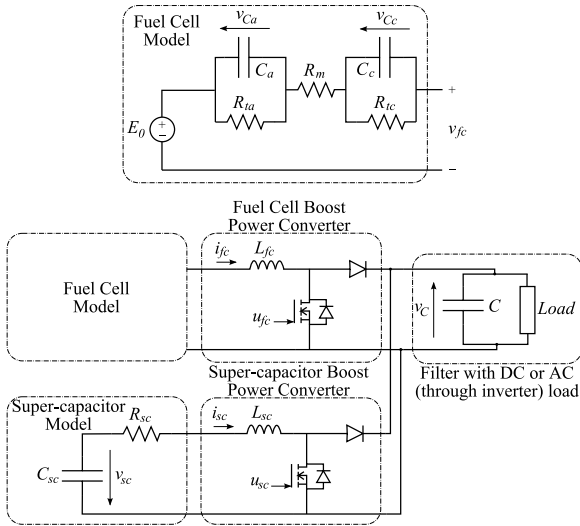 Fuel Cell
Model
v_Ca
v_Cc
C_a
R_m
C_c
R_ta
R_tc
E_0
+
−
+
v_fc
−
Fuel Cell Boost
Power Converter
i_fc
L_fc
Fuel Cell
Model
u_fc
v_C
C
Load
Super-capacitor Boost
Power Converter
Filter with DC or AC
(through inverter) load
Super-capacitor
Model
R_sc
i_sc
L_sc
C_sc
v_sc
u_sc